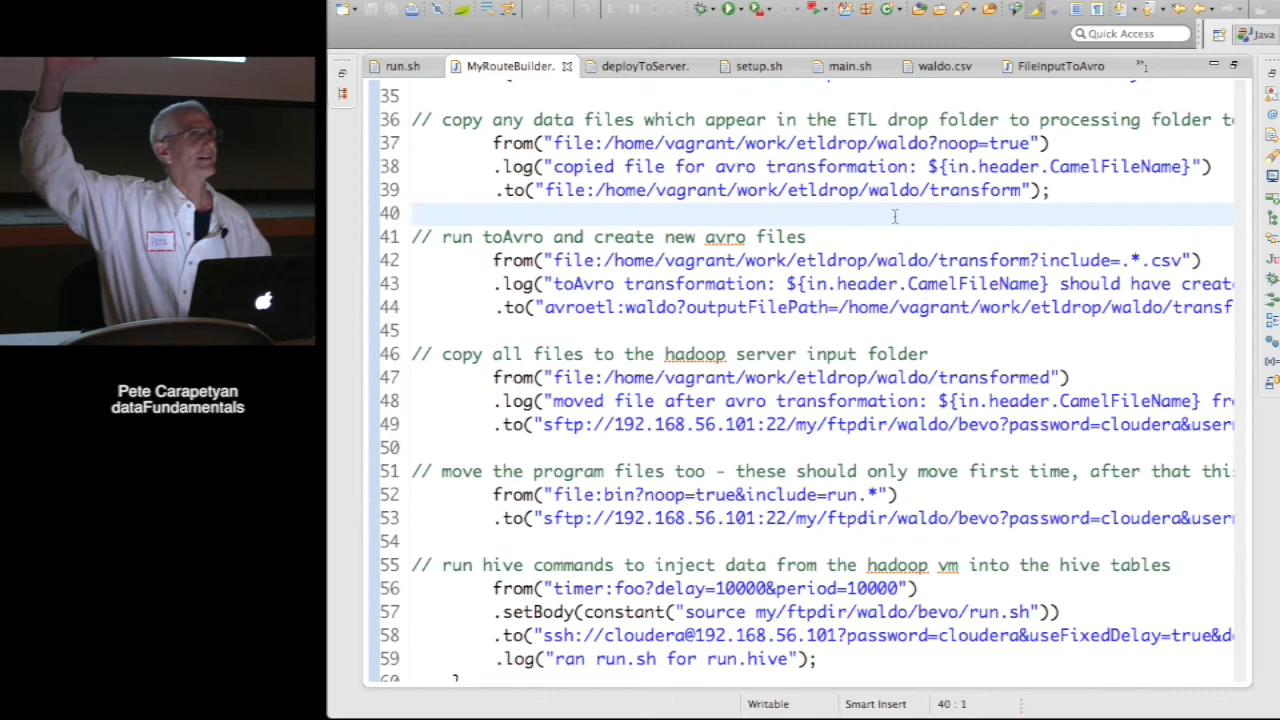 Quick Access
Java
run.sh
MyRouteBuilder.
deployToServer.
setup.sh
main.sh
waldo.csv
FileInputToAvro
»1
35
36 // copy any data files which appear in the ETL drop folder to processing folder
37 from("file:/home/vagrant/work/etldrop/waldo?noop=true")
38 .log("copied file for avro transformation: ${in.header.CamelFileName}")
39 .to("file:/home/vagrant/work/etldrop/waldo/transform");
40
41 // run toAvro and create new avro files
42 from("file:/home/vagrant/work/etldrop/waldo/transform?include=.*.csv")
43 .log("toAvro transformation: ${in.header.CamelFileName} should have creat
44 .to("avroetl:waldo?outputFilePath=/home/vagrant/work/etldrop/waldo/transf
45
46 // copy all files to the hadoop server input folder
47 from("file:/home/vagrant/work/etldrop/waldo/transformed")
48 .log("moved file after avro transformation: ${in.header.CamelFileName} fr
49 .to("sftp://192.168.56.101:22/my/ftpdir/waldo/bevo?password=cloudera&user
50
51 // move the program files too - these should only move first time, after that thi
52 from("file:bin?noop=true&include=run.*")
53 .to("sftp://192.168.56.101:22/my/ftpdir/waldo/bevo?password=cloudera&user
54
55 // run hive commands to inject data from the hadoop vm into the hive tables
56 from("timer:foo?delay=10000&period=10000")
57 .setBody(constant("source my/ftpdir/waldo/bevo/run.sh"))
58 .to("ssh://cloudera@192.168.56.101?password=cloudera&useFixedDelay=true&d
59 .log("ran run.sh for run.hive");
Writable
Smart Insert
40 : 1
Pete
Pete Carapetyan
dataFundamentals